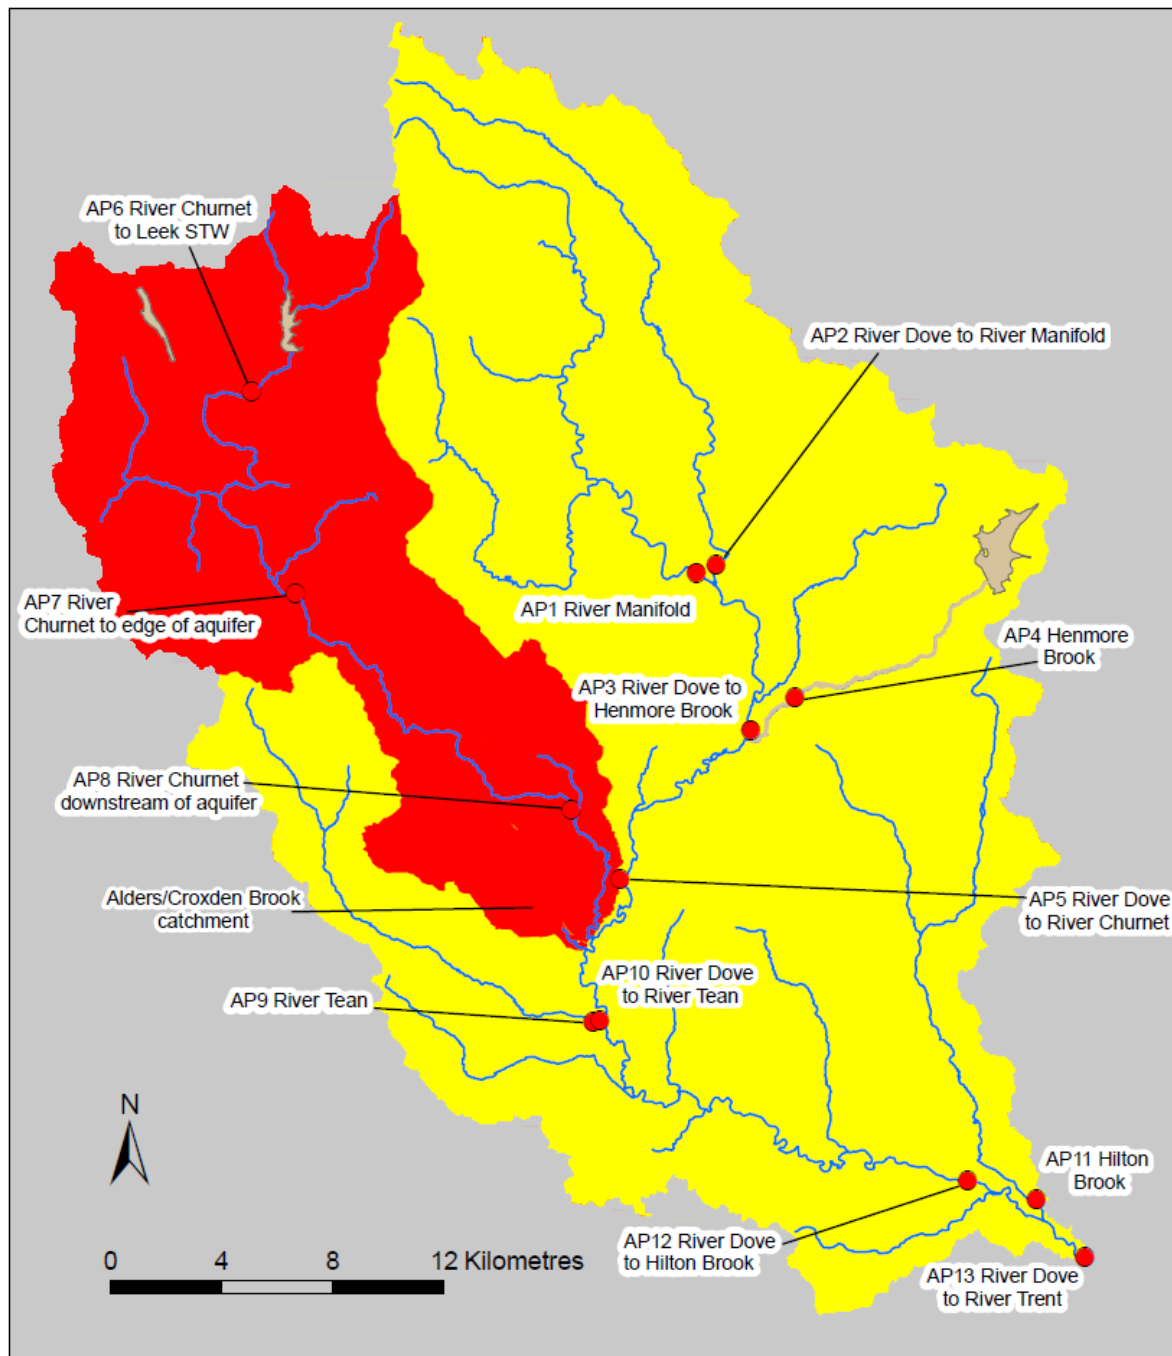 AP6 River Churnet
to Leek STW
AP2 River Dove to River Manifold
AP7 River
Churnet to edge of aquifer
AP1 River Manifold
AP4 Henmore
Brook
AP3 River Dove to
Henmore Brook
AP8 River Churnet
downstream of aquifer
Alders/Croxden Brook
catchment
AP5 River Dove
to River Churnet
AP9 River Tean
AP10 River Dove
to River Tean
N
AP11 Hilton
Brook
AP12 River Dove
to Hilton Brook
AP13 River Dove
to River Trent
0 4 8 12 Kilometres